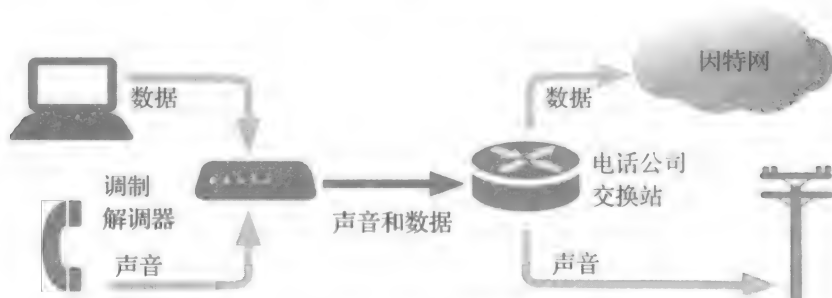 因特网
数据
数据
调制
解调器
声音和数据
电话公司
交换站
声音
声音